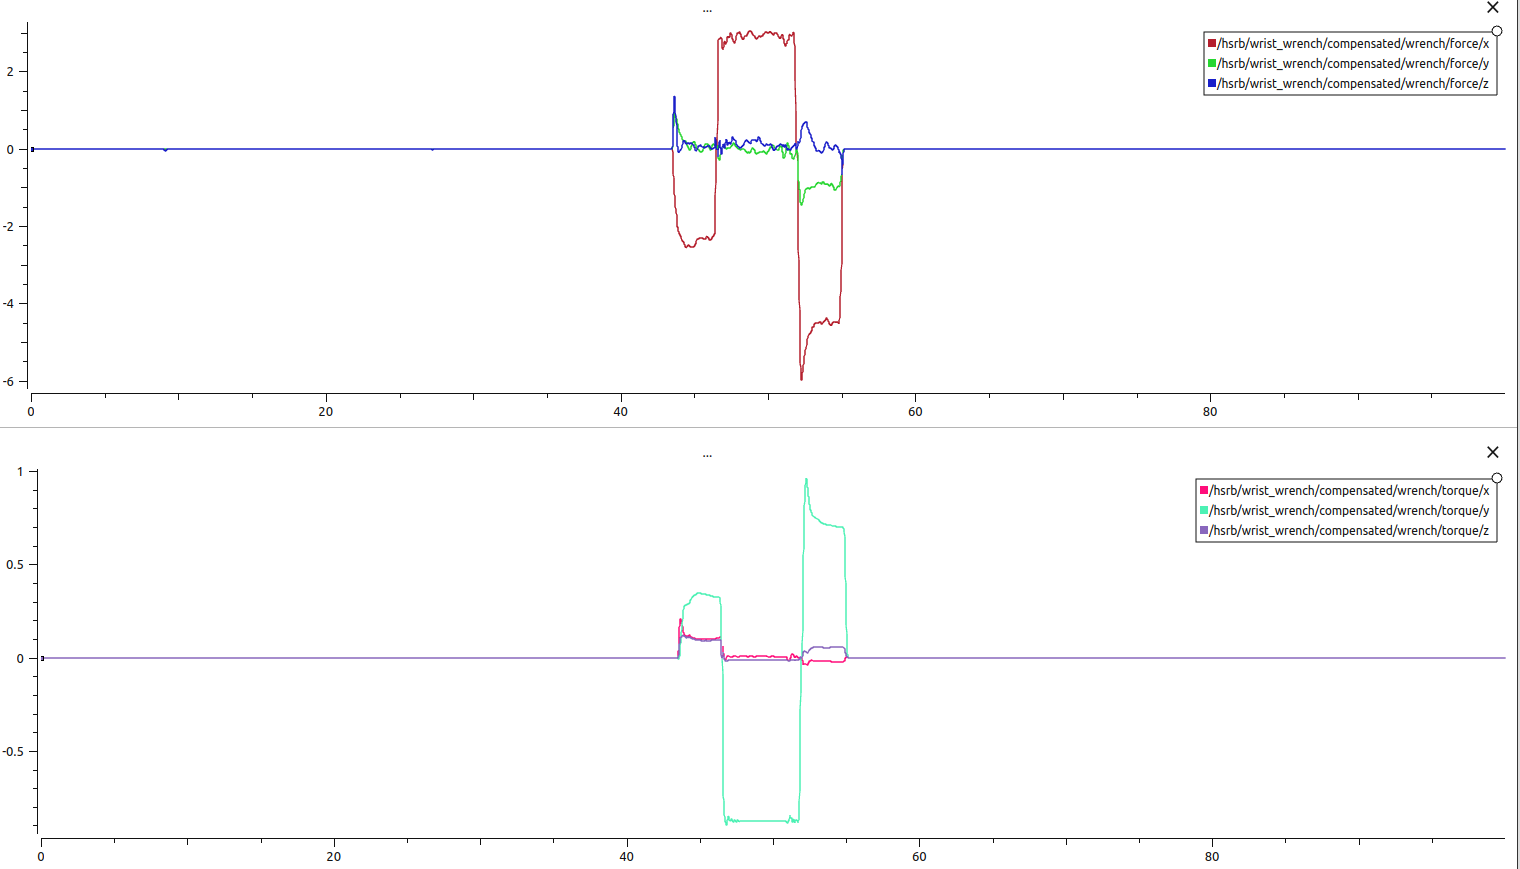 ...
/hsrb/wrist_wrench/compensated/wrench/force/x
/hsrb/wrist_wrench/compensated/wrench/force/y
/hsrb/wrist_wrench/compensated/wrench/force/z
2
0
-2
-4
-6
0 20 40 60 80
...
/hsrb/wrist_wrench/compensated/wrench/torque/x
/hsrb/wrist_wrench/compensated/wrench/torque/y
/hsrb/wrist_wrench/compensated/wrench/torque/z
1
0.5
0
-0.5
0 20 40 60 80